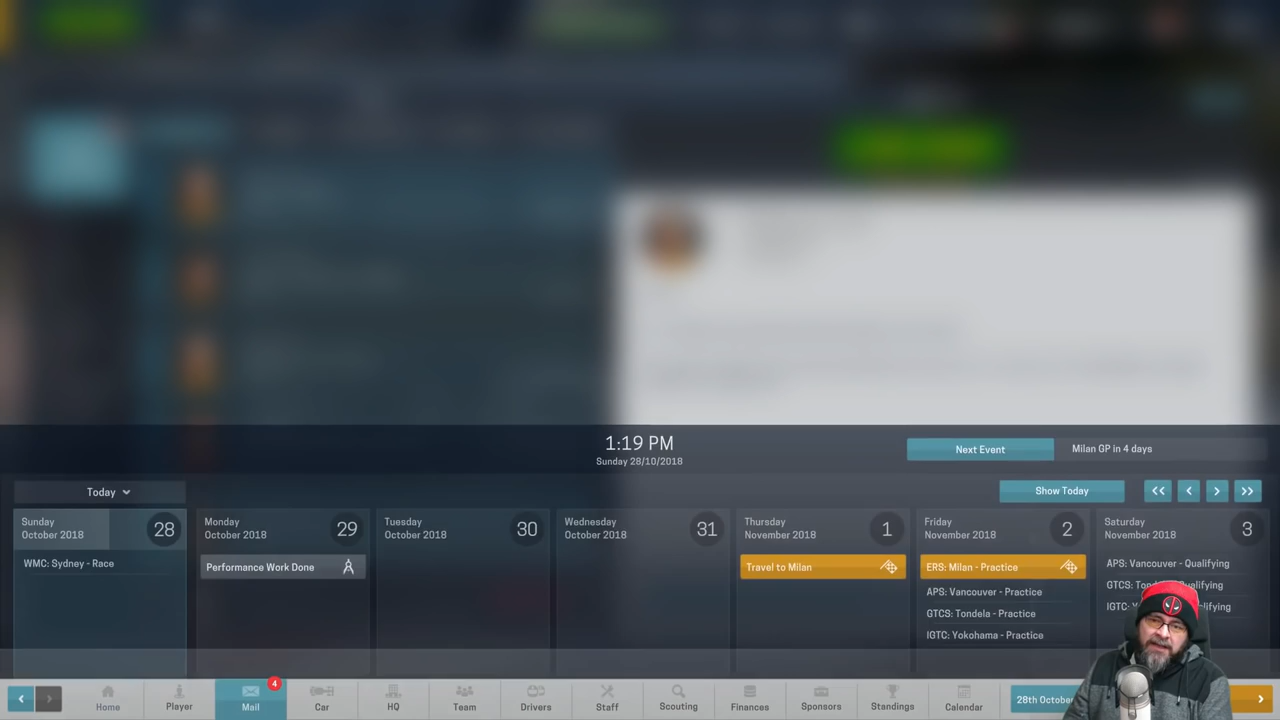 1:19 PM
Sunday 28/10/2018
Next Event
Milan GP in 4 days
Today
Show Today
Sunday
October 2018
28
WMC: Sydney - Race
Monday
October 2018
29
Performance Work Done
Tuesday
October 2018
30
Wednesday
October 2018
31
Thursday
November 2018
1
Travel to Milan
Friday
November 2018
2
ERS: Milan - Practice
APS: Vancouver - Practice
GTCS: Tondela - Practice
IGTC: Yokohama - Practice
Saturday
November 2018
3
APS: Vancouver - Qualifying
GTCS:
IGTC:
Home
Player
Mail
4
Car
HQ
Team
Drivers
Staff
Scouting
Finances
Sponsors
Standings
Calendar
28th October